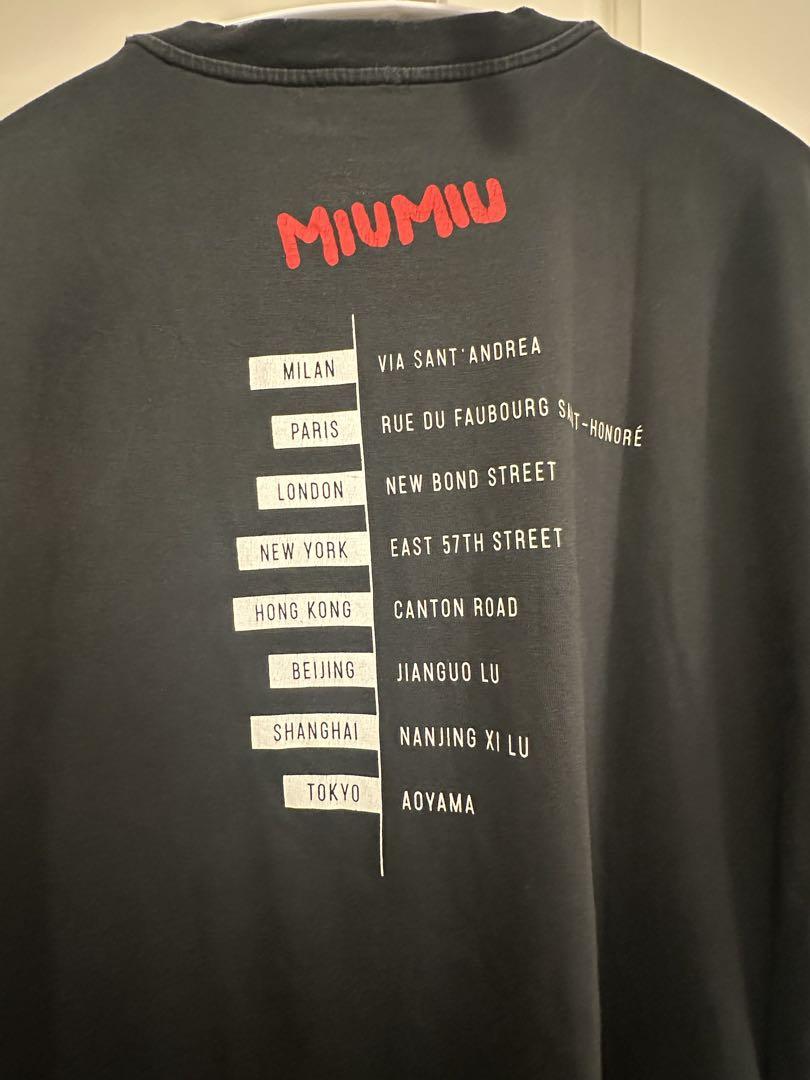 MIUMIU
MILAN VIA SANT'ANDREA
PARIS RUE DU FAUBOURG SAINT-HONORÉ
LONDON NEW BOND STREET
NEW YORK EAST 57TH STREET
HONG KONG CANTON ROAD
BEIJING JIANGUO LU
SHANGHAI NANJING XI LU
TOKYO AOYAMA